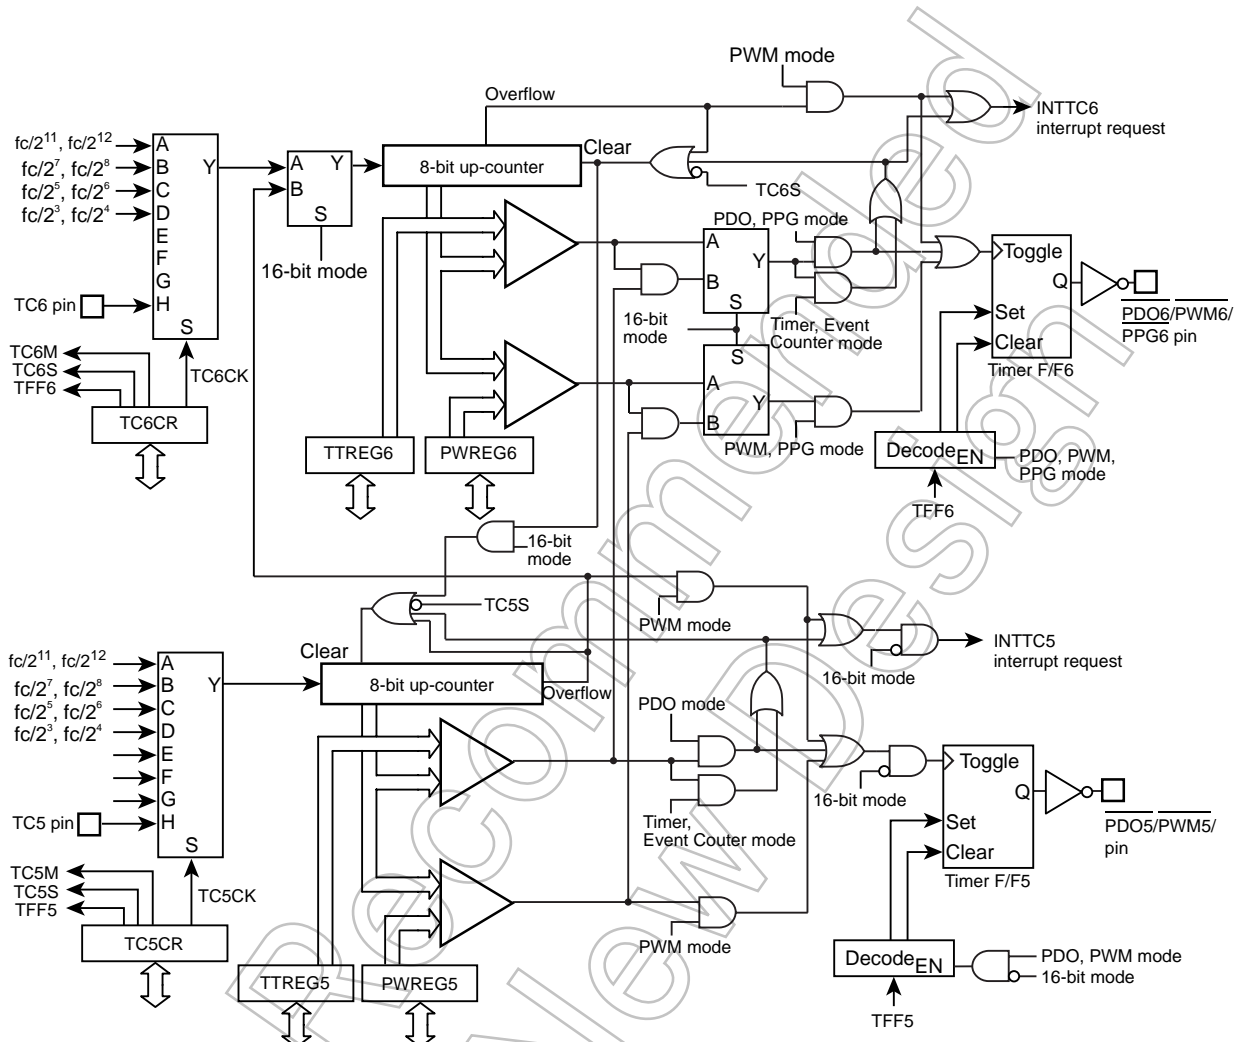 PWM mode
Overflow
INTTC6
interrupt request
fc/2¹¹, fc/2¹²
fc/2⁷, fc/2⁸
fc/2⁵, fc/2⁶
fc/2³, fc/2⁴
A
B
C
D
E
F
G
H
Y
S
TC6 pin
A
B
Y
S
16-bit mode
8-bit up-counter
Clear
TC6S
PDO, PPG mode
A
B
Y
S
16-bit
mode
Timer, Event
Counter mode
S
A
B
Y
PWM, PPG mode
Toggle
Q
Set
Clear
Timer F/F6
PDO6/PWM6/
PPG6 pin
TC6M
TC6S
TFF6
TC6CK
TC6CR
TTREG6
PWREG6
Decode
EN
PDO, PWM,
PPG mode
TFF6
16-bit
mode
TC5S
PWM mode
INTTC5
interrupt request
16-bit mode
Clear
8-bit up-counter
Overflow
fc/2¹¹, fc/2¹²
fc/2⁷, fc/2⁸
fc/2⁵, fc/2⁶
fc/2³, fc/2⁴
A
B
C
D
E
F
G
H
Y
S
TC5 pin
PDO mode
Timer,
Event Couter mode
16-bit mode
Toggle
Q
Set
Clear
Timer F/F5
PDO5/PWM5/
pin
TC5M
TC5S
TFF5
TC5CK
TC5CR
TTREG5
PWREG5
PWM mode
Decode
EN
PDO, PWM mode
16-bit mode
TFF5
Recommended
New Design